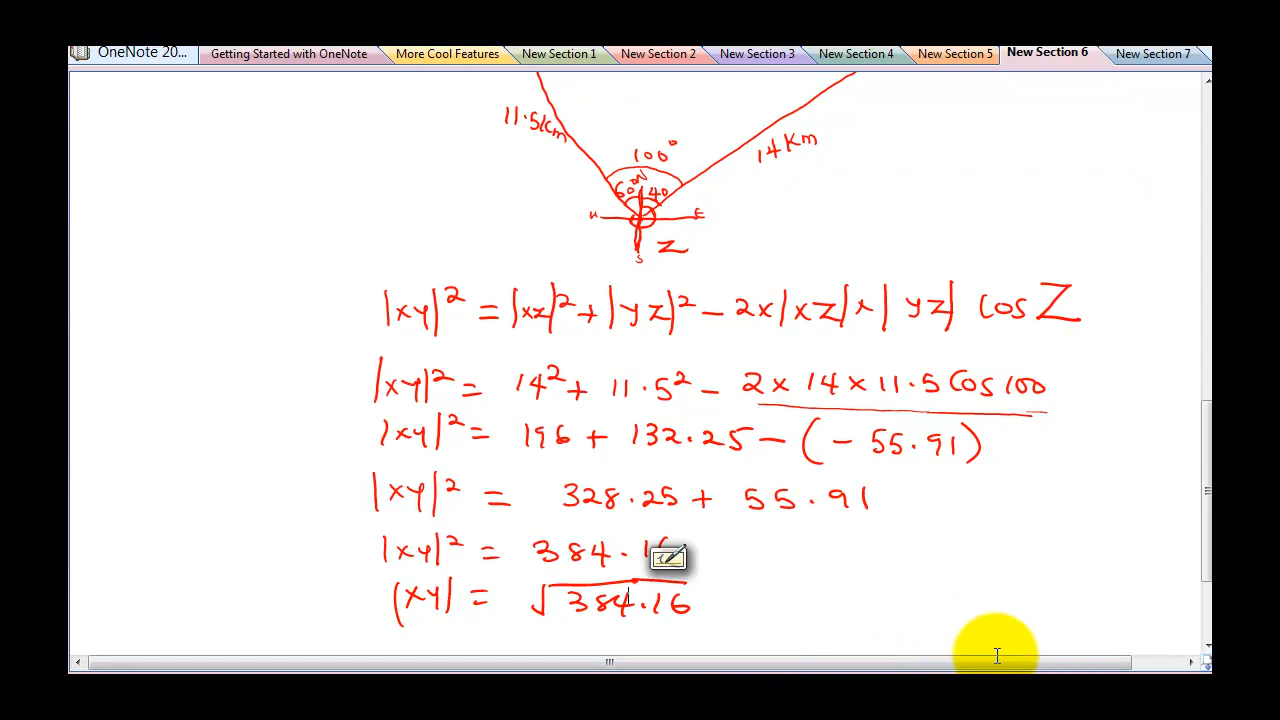 OneNote 20...
Getting Started with OneNote
More Cool Features
New Section 1
New Section 2
New Section 3
New Section 4
New Section 5
New Section 6
New Section 7
11.5Km
14 Km
100°
N
60 40
E
Z
S
|xy|² = |xz|² + |yz|² - 2x|xz|x|yz| cos Z
|xy|² = 14² + 11.5² - 2 x 14 x 11.5 Cos 100
|xy|² = 196 + 132.25 - (-55.91)
|xy|² = 328.25 + 55.91
|xy|² = 384.16
|xy| = √384.16